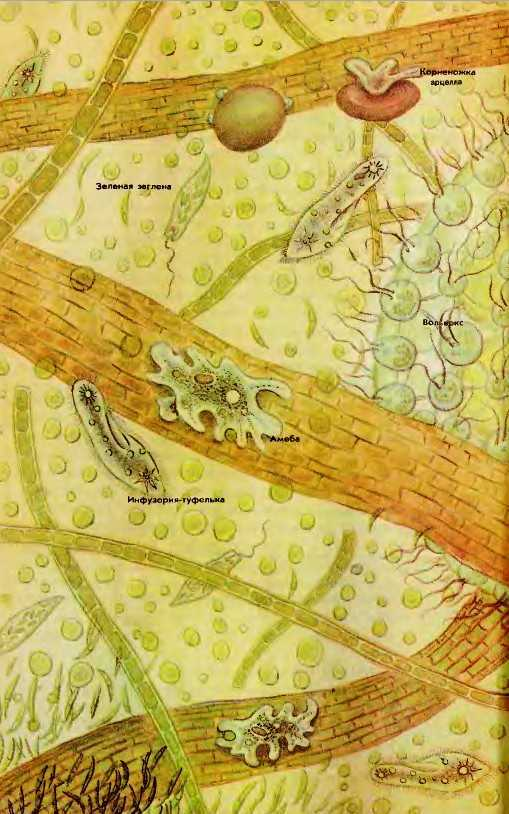 Корненожка
арцелла
Зеленая эвглена
Вольвокс
Амеба
Инфузория-туфелька